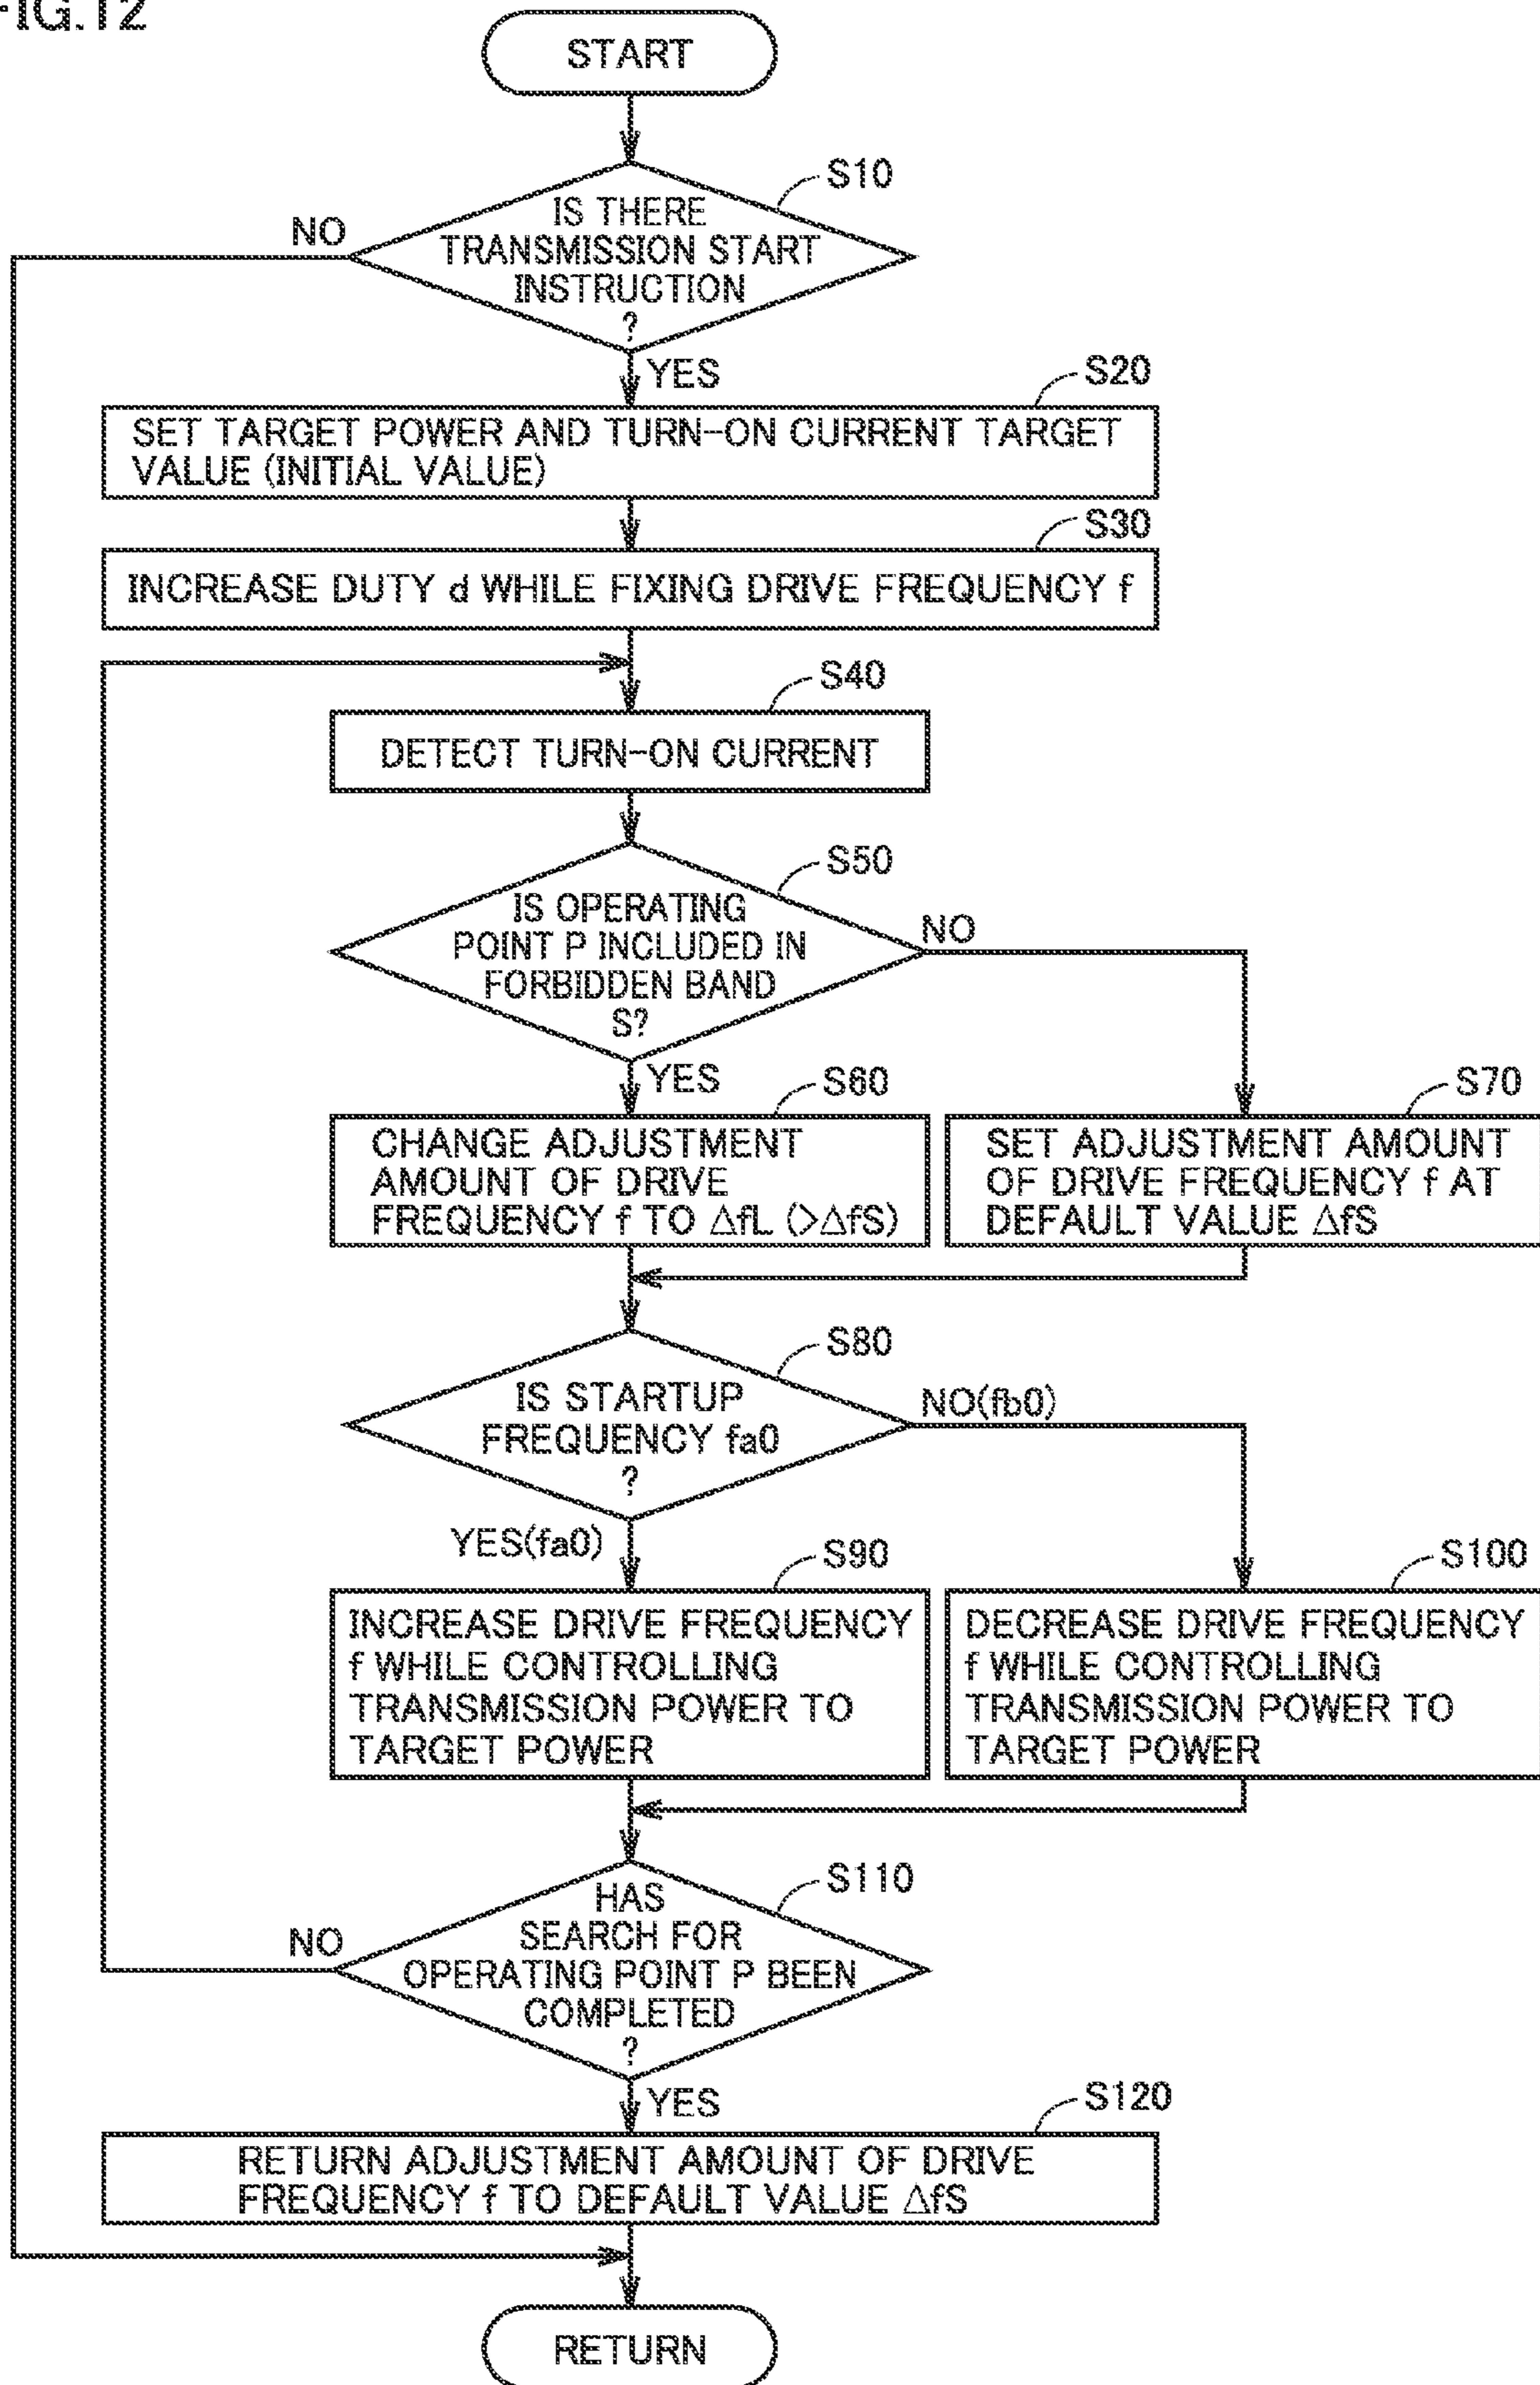 FIG.12
START
S10
IS THERE
TRANSMISSION START
INSTRUCTION
?
NO
YES
S20
SET TARGET POWER AND TURN-ON CURRENT TARGET
VALUE (INITIAL VALUE)
S30
INCREASE DUTY d WHILE FIXING DRIVE FREQUENCY f
S40
DETECT TURN-ON CURRENT
S50
IS OPERATING
POINT P INCLUDED IN
FORBIDDEN BAND
S?
NO
YES
S60
CHANGE ADJUSTMENT
AMOUNT OF DRIVE
FREQUENCY f TO ΔfL (>ΔfS)
S70
SET ADJUSTMENT AMOUNT
OF DRIVE FREQUENCY f AT
DEFAULT VALUE ΔfS
S80
IS STARTUP
FREQUENCY fa0
?
NO(fb0)
YES(fa0)
S90
INCREASE DRIVE FREQUENCY
f WHILE CONTROLLING
TRANSMISSION POWER TO
TARGET POWER
S100
DECREASE DRIVE FREQUENCY
f WHILE CONTROLLING
TRANSMISSION POWER TO
TARGET POWER
S110
HAS
SEARCH FOR
OPERATING POINT P BEEN
COMPLETED
?
NO
YES
S120
RETURN ADJUSTMENT AMOUNT OF DRIVE
FREQUENCY f TO DEFAULT VALUE ΔfS
RETURN